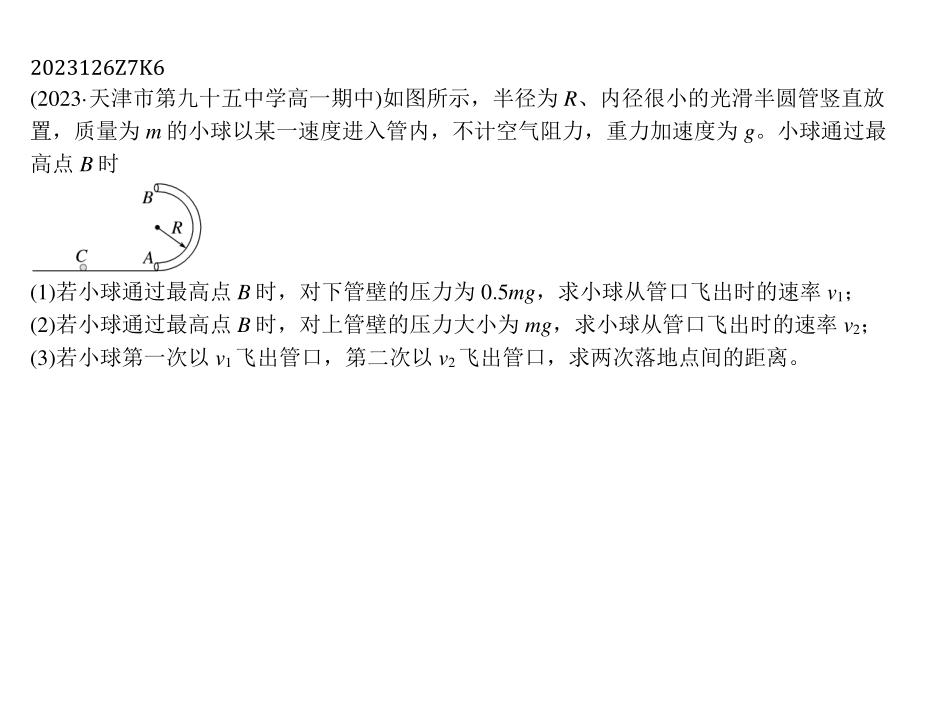 2023126Z7K6
(2023·天津市第九十五中学高一期中)如图所示，半径为 R、内径很小的光滑半圆管竖直放
置，质量为 m 的小球以某一速度进入管内，不计空气阻力，重力加速度为 g。小球通过最
高点 B 时
B
R
C
A
(1)若小球通过最高点 B 时，对下管壁的压力为 0.5mg，求小球从管口飞出时的速率 v₁；
(2)若小球通过最高点 B 时，对上管壁的压力大小为 mg，求小球从管口飞出时的速率 v₂；
(3)若小球第一次以 v₁ 飞出管口，第二次以 v₂ 飞出管口，求两次落地点间的距离。